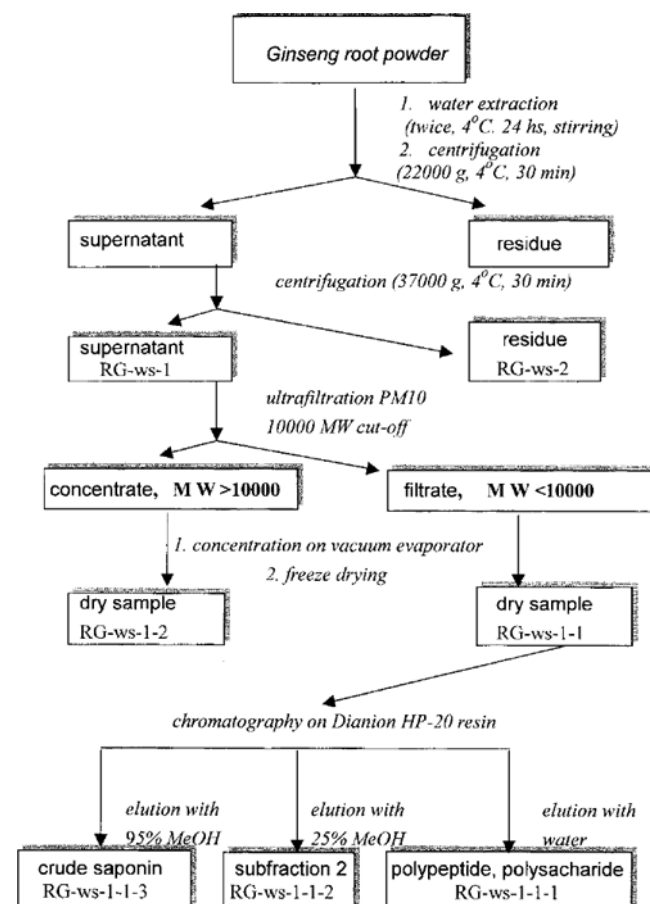 Ginseng root powder
1. water extraction
(twice, 4°C. 24 hs, stirring)
2. centrifugation
(22000 g, 4°C, 30 min)
supernatant
residue
centrifugation (37000 g, 4°C, 30 min)
supernatant
RG-ws-1
residue
RG-ws-2
ultrafiltration PM10
10000 MW cut-off
concentrate, M W >10000
filtrate, M W <10000
1. concentration on vacuum evaporator
2. freeze drying
dry sample
RG-ws-1-2
dry sample
RG-ws-1-1
chromatography on Dianion HP-20 resin
elution with
95% MeOH
elution with
25% MeOH
elution with
water
crude saponin
RG-ws-1-1-3
subfraction 2
RG-ws-1-1-2
polypeptide, polysacharide
RG-ws-1-1-1